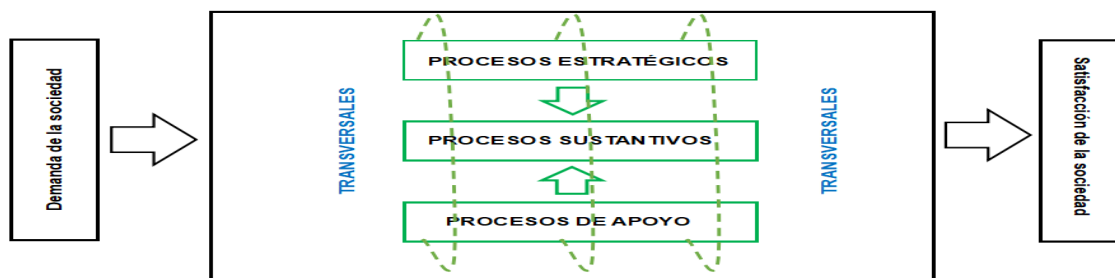 Demanda de la sociedad
TRANSVERSALES
PROCESOS ESTRATÉGICOS
PROCESOS SUSTANTIVOS
PROCESOS DE APOYO
TRANSVERSALES
Satisfacción de la sociedad